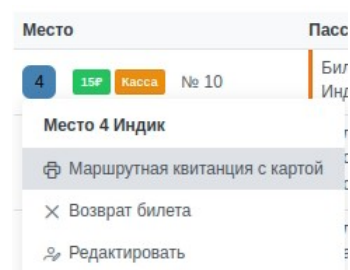 Место Пасс
4 15₽ Касса № 10 Бил
Инд
Место 4 Индик
Маршрутная квитанция с картой
Возврат билета
Редактировать